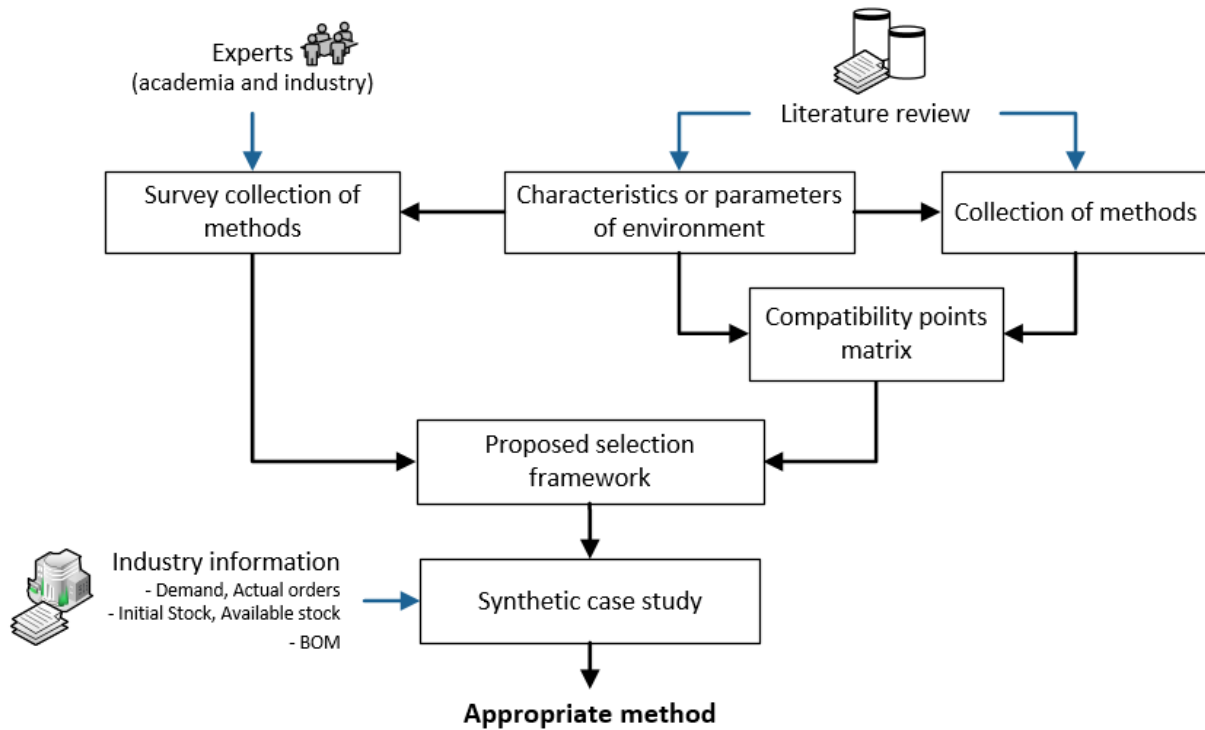 Experts
(academia and industry)
Literature review
Survey collection of
methods
Characteristics or parameters
of environment
Collection of methods
Compatibility points
matrix
Proposed selection
framework
Industry information
- Demand, Actual orders
- Initial Stock, Available stock
- BOM
Synthetic case study
Appropriate method